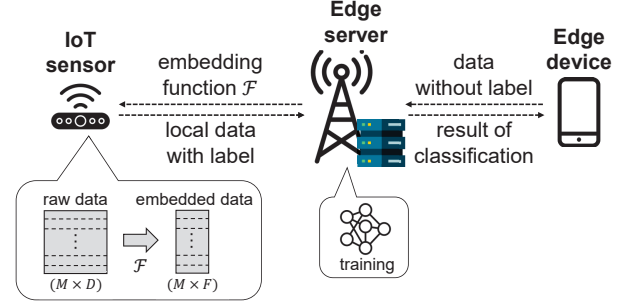 IoT
sensor
embedding
function ℱ
local data
with label
Edge
server
data
without label
result of
classification
Edge
device
raw data
embedded data
⋮
⋮
ℱ
(M × D)
(M × F)
training